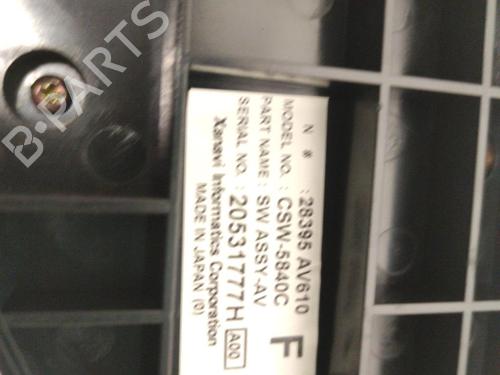 N # : 28395 AV610
MODEL NO. : CSW-5840C
PART NAME : SW ASSY-AV
SERIAL NO. : 20531777H A00
Xanavi Informatics Corporation
MADE IN JAPAN (0)
F
B-PARTS